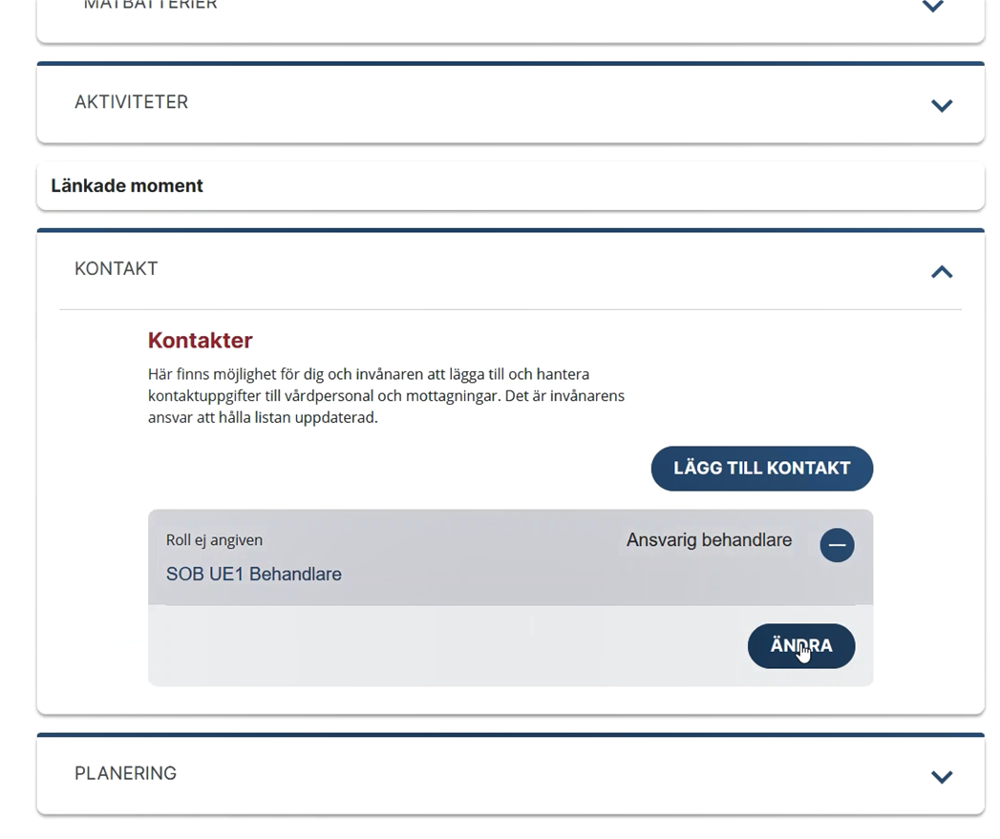 MÄTBATTERIER
AKTIVITETER
Länkade moment
KONTAKT
Kontakter
Här finns möjlighet för dig och invånaren att lägga till och hantera
kontaktuppgifter till vårdpersonal och mottagningar. Det är invånarens
ansvar att hålla listan uppdaterad.
LÄGG TILL KONTAKT
Roll ej angiven
Ansvarig behandlare
SOB UE1 Behandlare
ÄNDRA
PLANERING